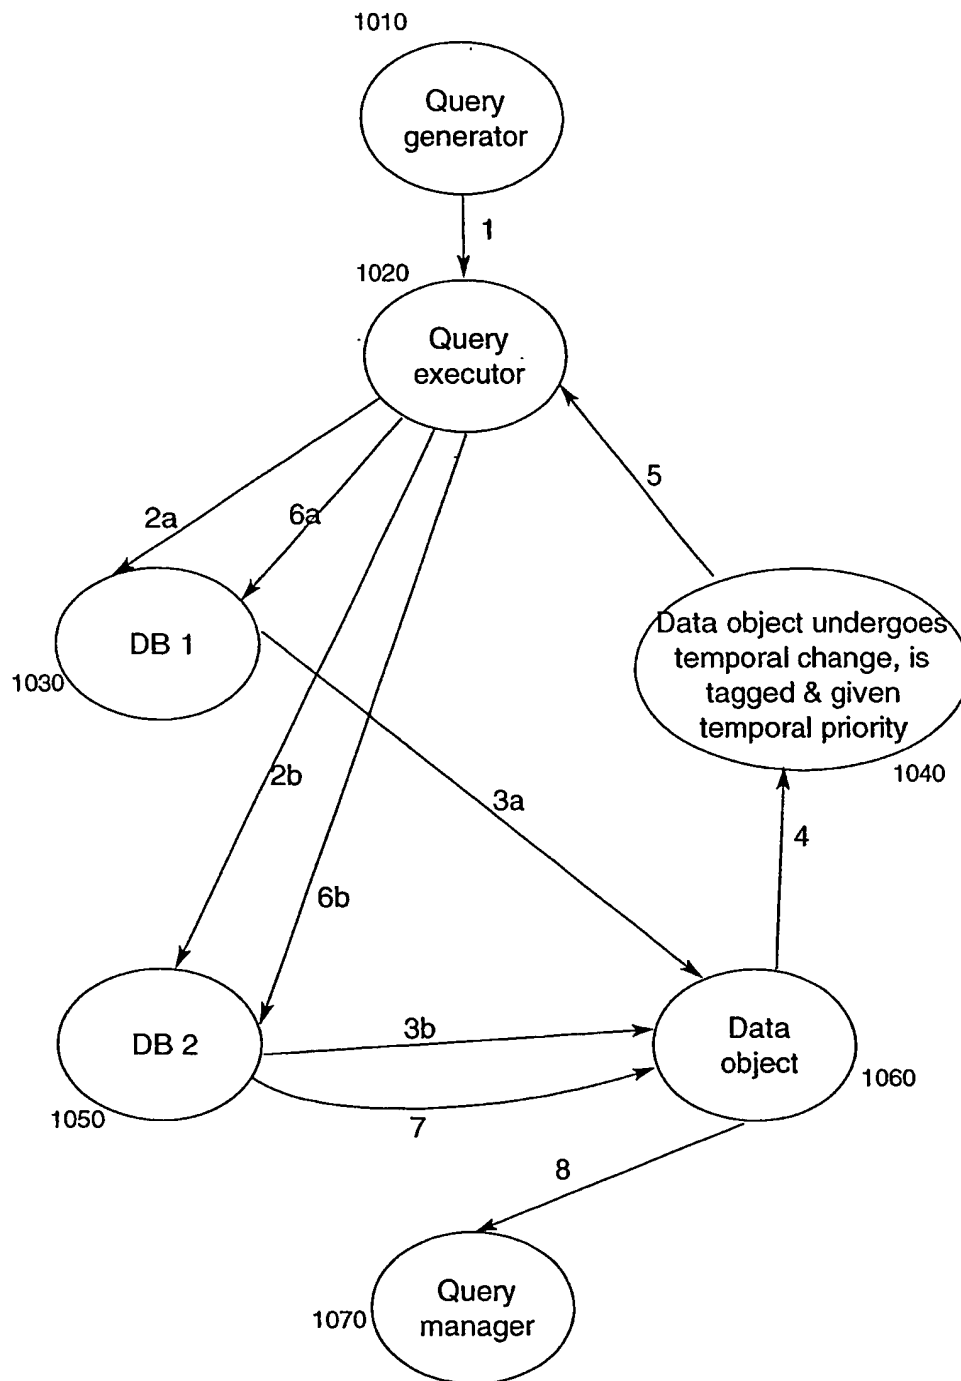 1010
Query
generator
1
1020
Query
executor
5
2a
6a
DB 1
1030
Data object undergoes
temporal change, is
tagged & given
temporal priority
1040
2b
3a
4
6b
DB 2
1050
3b
Data
object
1060
7
8
Query
manager
1070